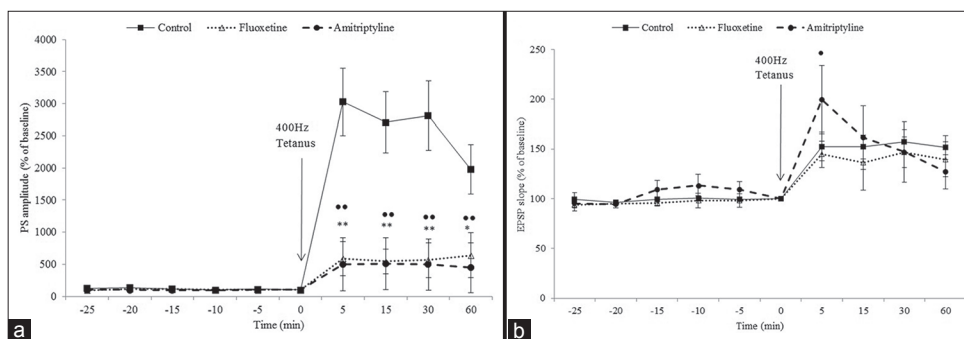 Control Fluoxetine Amitriptyline
4000
3500
3000
2500
2000
1500
1000
500
0
PS amplitude (% of baseline)
400Hz
Tetanus
**
**
**
*
-25 -20 -15 -10 -5 0 5 15 30 60
Time (min)
a
Control Fluoxetine Amitriptyline
250
200
150
100
50
0
EPSP slope (% of baseline)
400Hz
Tetanus
-25 -20 -15 -10 -5 0 5 15 30 60
Time (min)
b